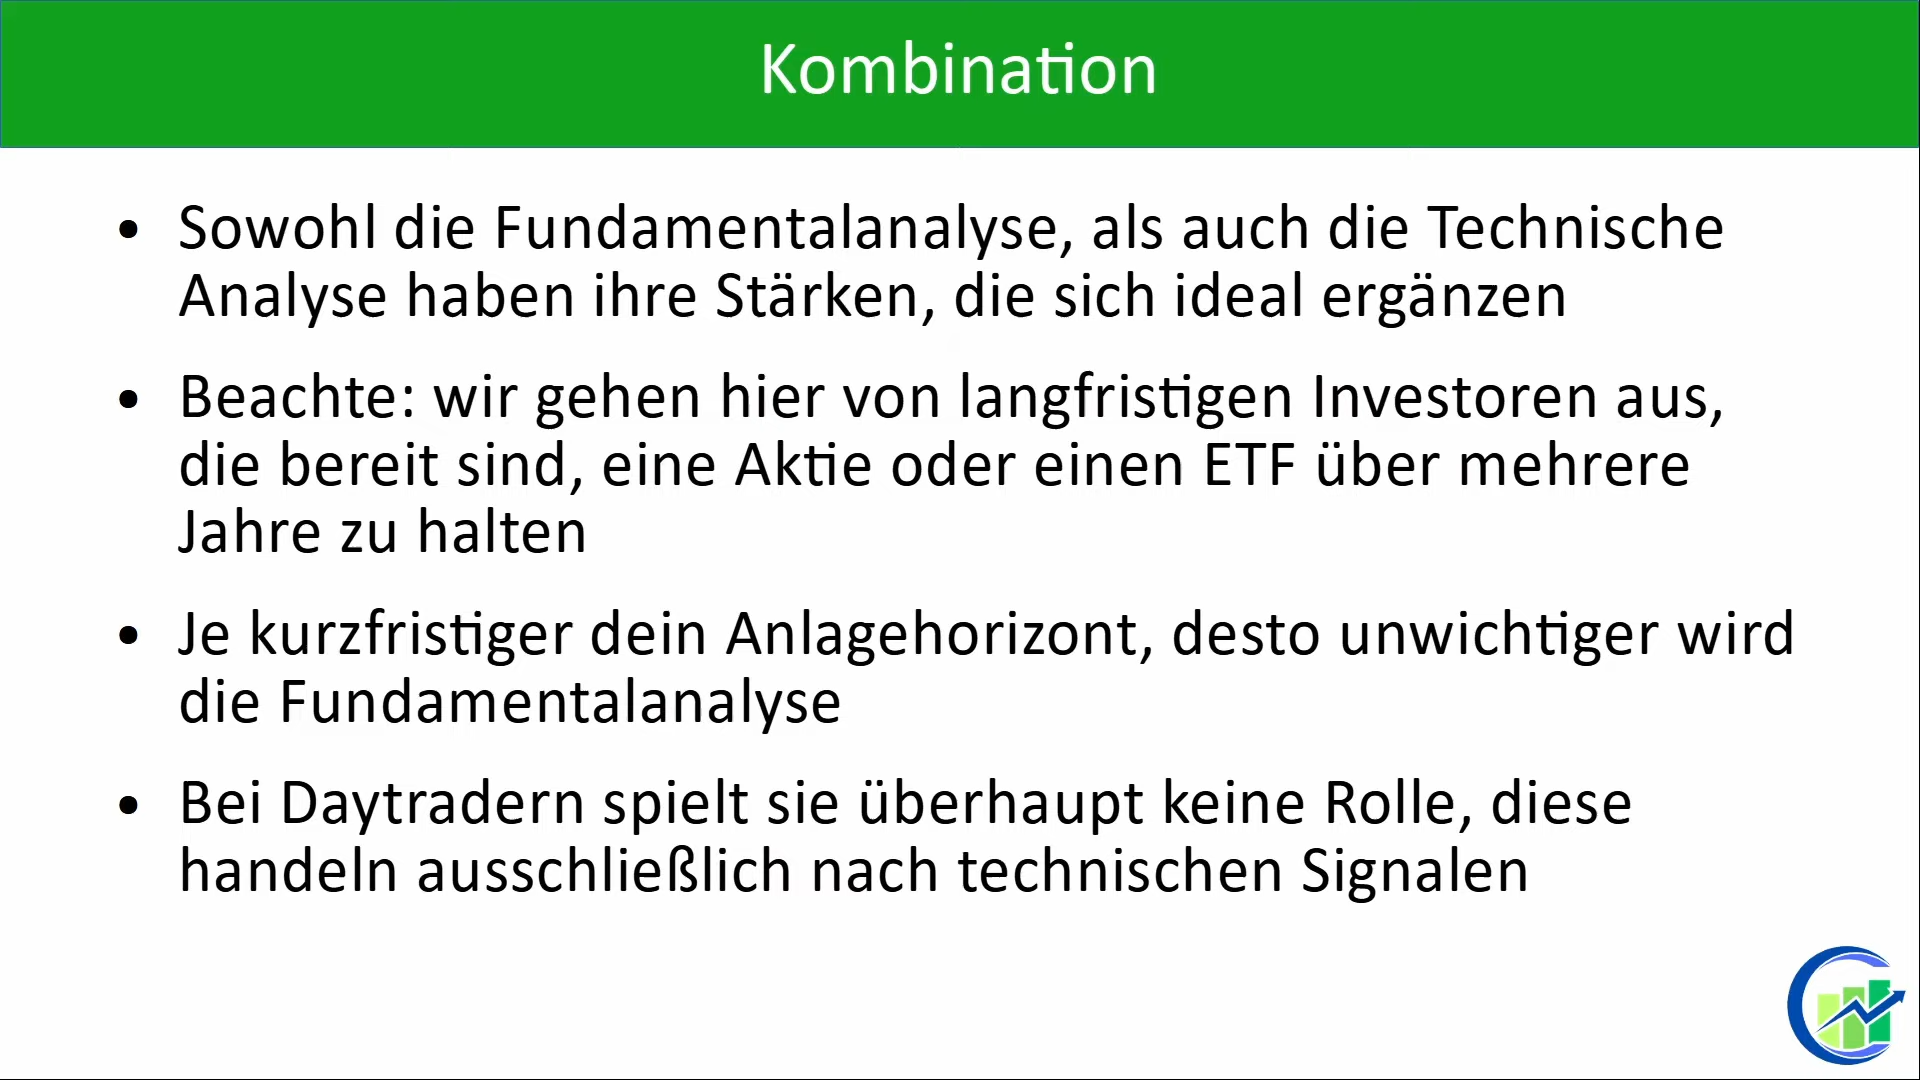 Kombination
• Sowohl die Fundamentalanalyse, als auch die Technische
Analyse haben ihre Stärken, die sich ideal ergänzen
• Beachte: wir gehen hier von langfristigen Investoren aus,
die bereit sind, eine Aktie oder einen ETF über mehrere
Jahre zu halten
• Je kurzfristiger dein Anlagehorizont, desto unwichtiger wird
die Fundamentalanalyse
• Bei Daytradern spielt sie überhaupt keine Rolle, diese
handeln ausschließlich nach technischen Signalen